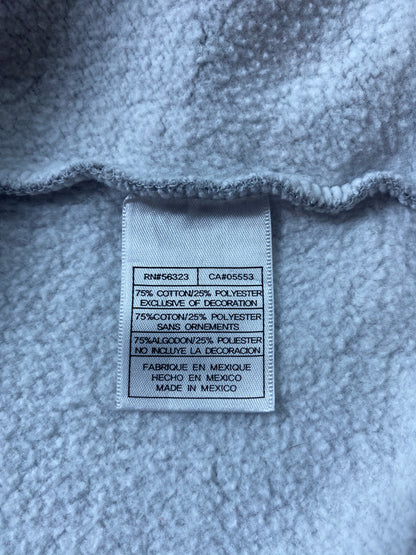 RN#56323 CA#05553
75% COTTON/25% POLYESTER
EXCLUSIVE OF DECORATION
75%COTON/25% POLYESTER
SANS ORNEMENTS
75%ALGODON/25% POLIESTER
NO INCLUYE LA DECORACION
FABRIQUE EN MEXIQUE
HECHO EN MEXICO
MADE IN MEXICO